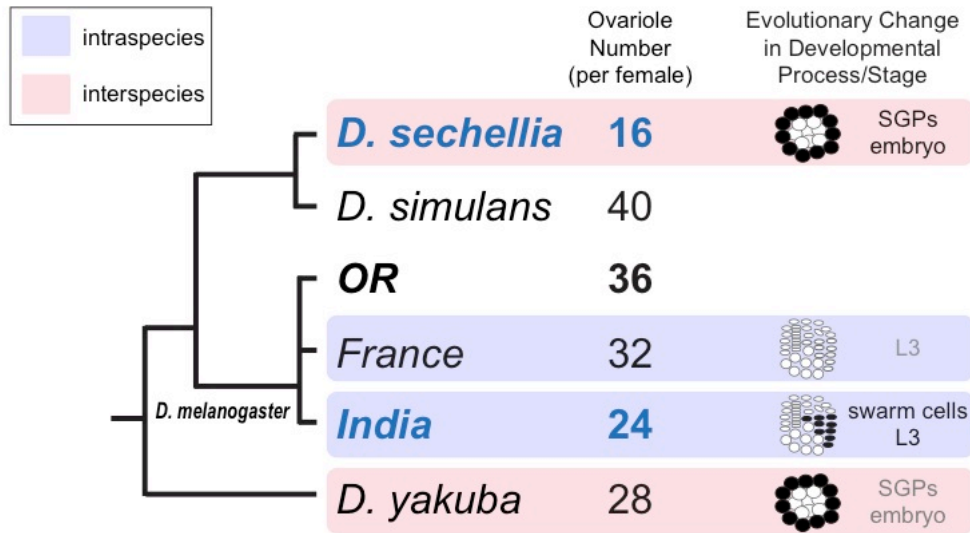 intraspecies
interspecies
Ovariole
Number
(per female)
Evolutionary Change
in Developmental
Process/Stage
D. sechellia 16 SGPs
embryo
D. simulans 40
OR 36
France 32 L3
D. melanogaster
India 24 swarm cells
L3
D. yakuba 28 SGPs
embryo